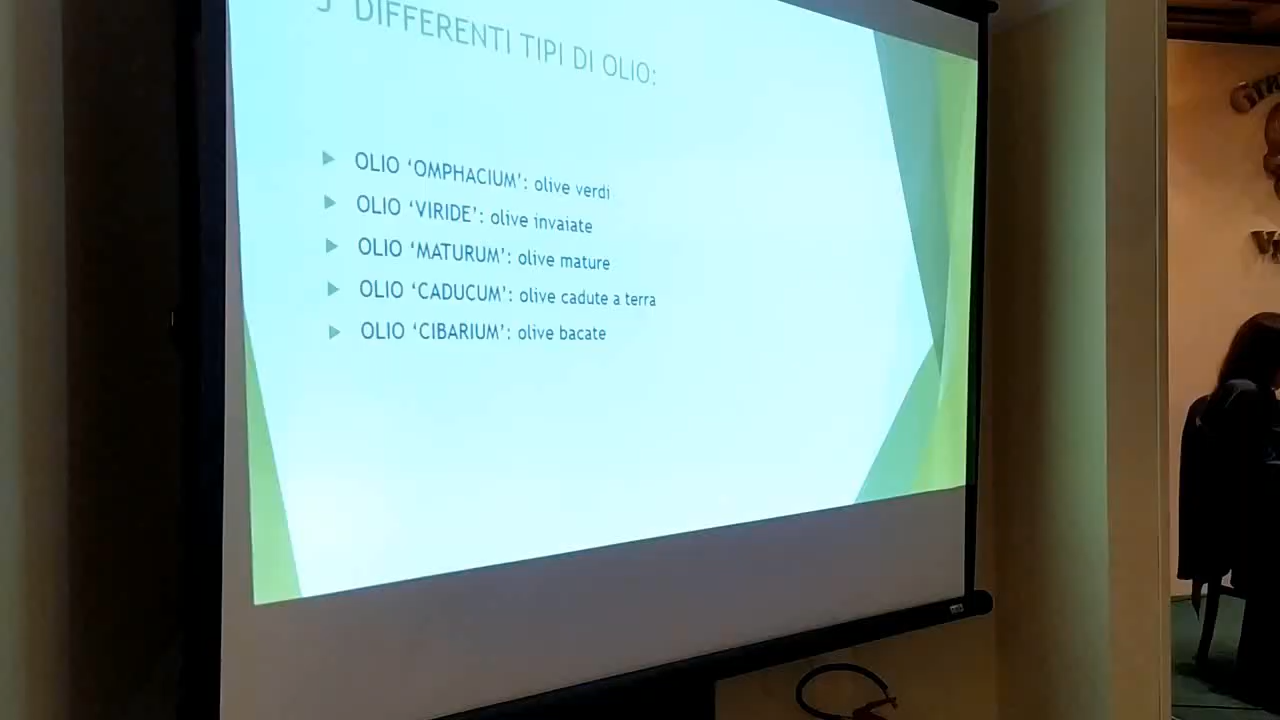 5 DIFFERENTI TIPI DI OLIO:
OLIO ‘OMPHACIUM’: olive verdi
OLIO ‘VIRIDE’: olive invaiate
OLIO ‘MATURUM’: olive mature
OLIO ‘CADUCUM’: olive cadute a terra
OLIO ‘CIBARIUM’: olive bacate